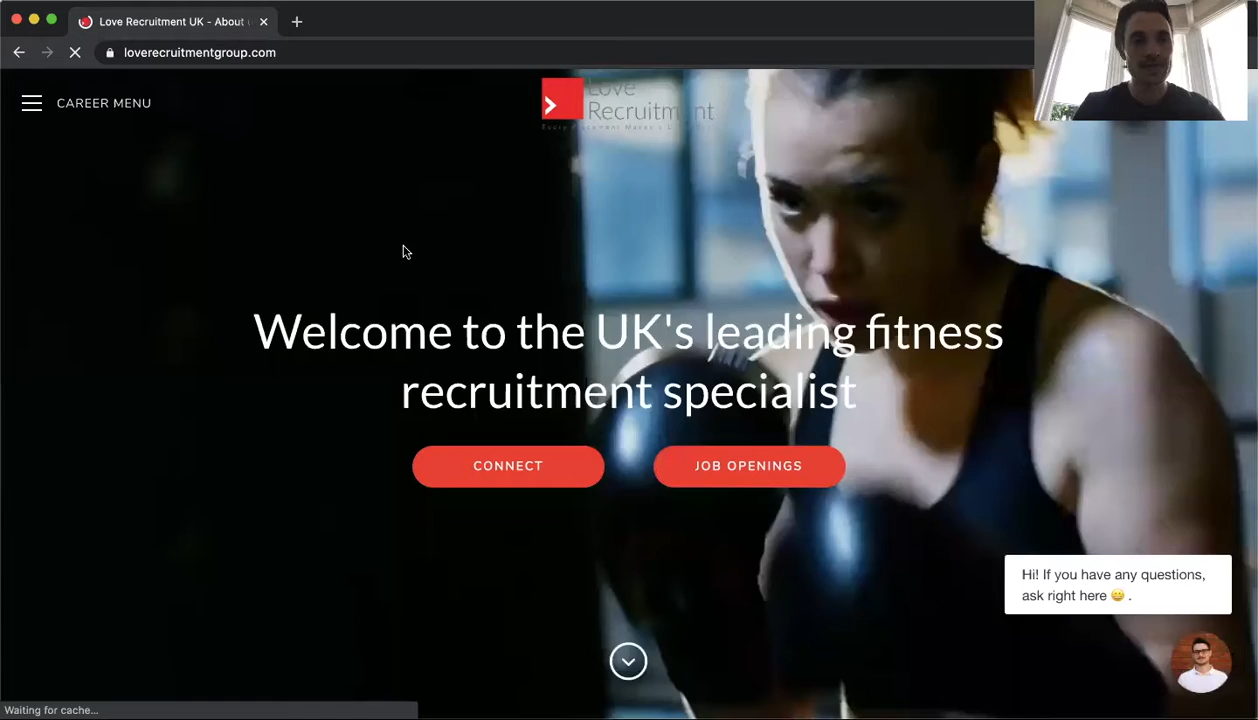 Love Recruitment UK - About u
loverecruitmentgroup.com
CAREER MENU
Love
Recruitment
Welcome to the UK's leading fitness
recruitment specialist
CONNECT
JOB OPENINGS
Hi! If you have any questions,
ask right here 😀 .
Waiting for cache...